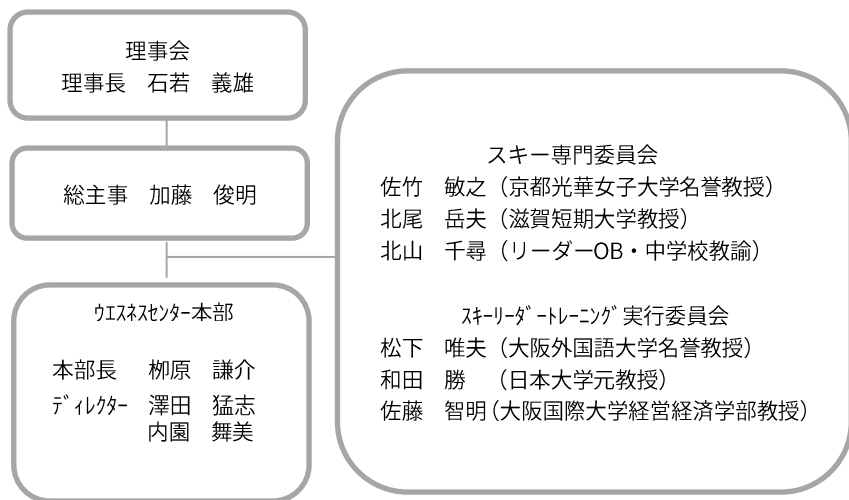 理事会
理事長　石若　義雄
総主事　加藤　俊明
ｳｴｽﾈｽｾﾝﾀｰ本部
本部長　栁原　謙介
ﾃﾞｨﾚｸﾀｰ　澤田　猛志
内園　舞美
スキー専門委員会
佐竹　敏之（京都光華女子大学名誉教授）
北尾　岳夫（滋賀短期大学教授）
北山　千尋（リーダーOB・中学校教諭）
ｽｷｰﾘｰﾀﾞｰﾄﾚｰﾆﾝｸﾞ実行委員会
松下　唯夫（大阪外国語大学名誉教授）
和田　勝　（日本大学元教授）
佐藤　智明（大阪国際大学経営経済学部教授）